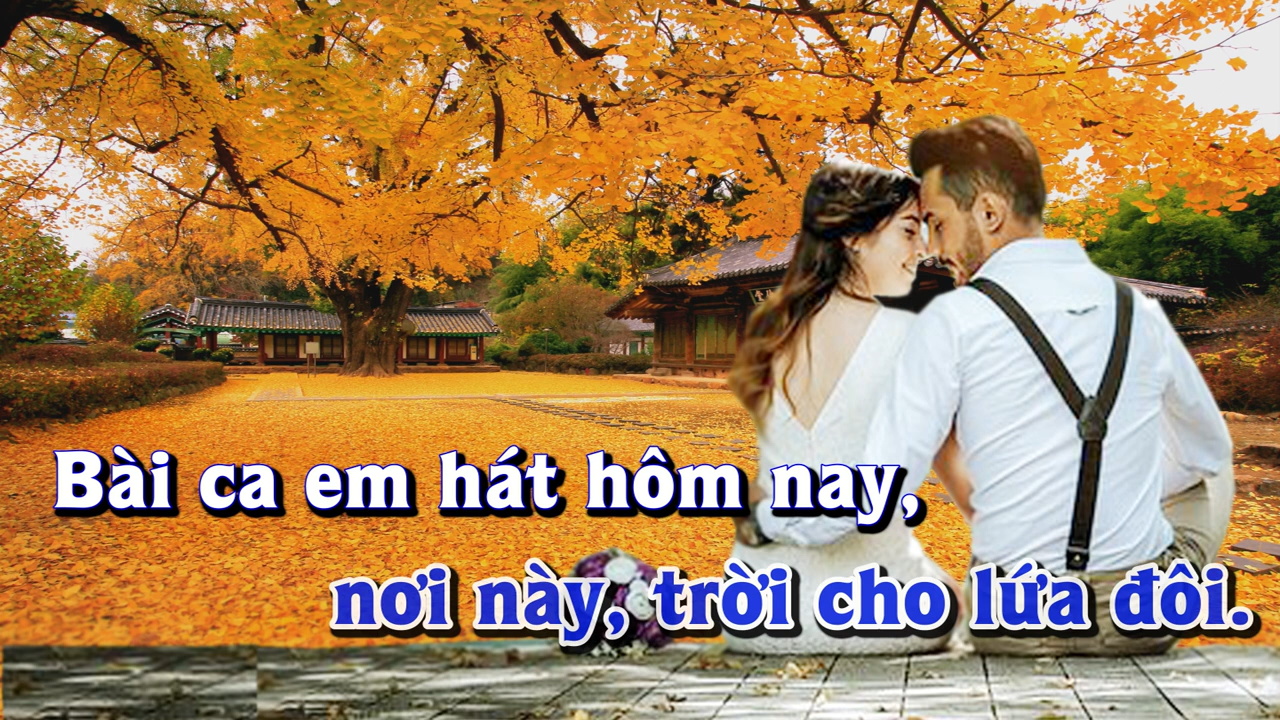 Bài ca em hát hôm nay,
nơi này, trời cho lứa đôi.